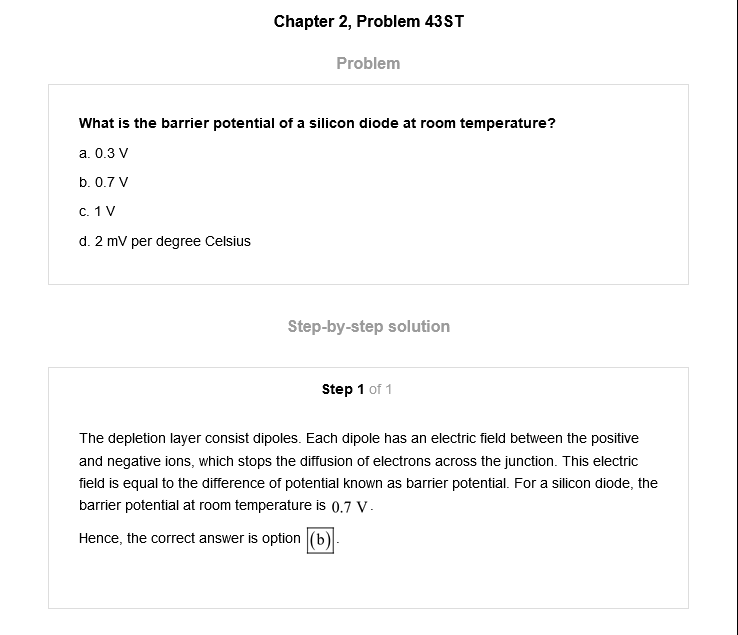 Chapter 2, Problem 43ST
Problem
What is the barrier potential of a silicon diode at room temperature?
a. 0.3 V
b. 0.7 V
c. 1 V
d. 2 mV per degree Celsius
Step-by-step solution
Step 1 of 1
The depletion layer consist dipoles. Each dipole has an electric field between the positive
and negative ions, which stops the diffusion of electrons across the junction. This electric
field is equal to the difference of potential known as barrier potential. For a silicon diode, the
barrier potential at room temperature is 0.7 V.
Hence, the correct answer is option (b).